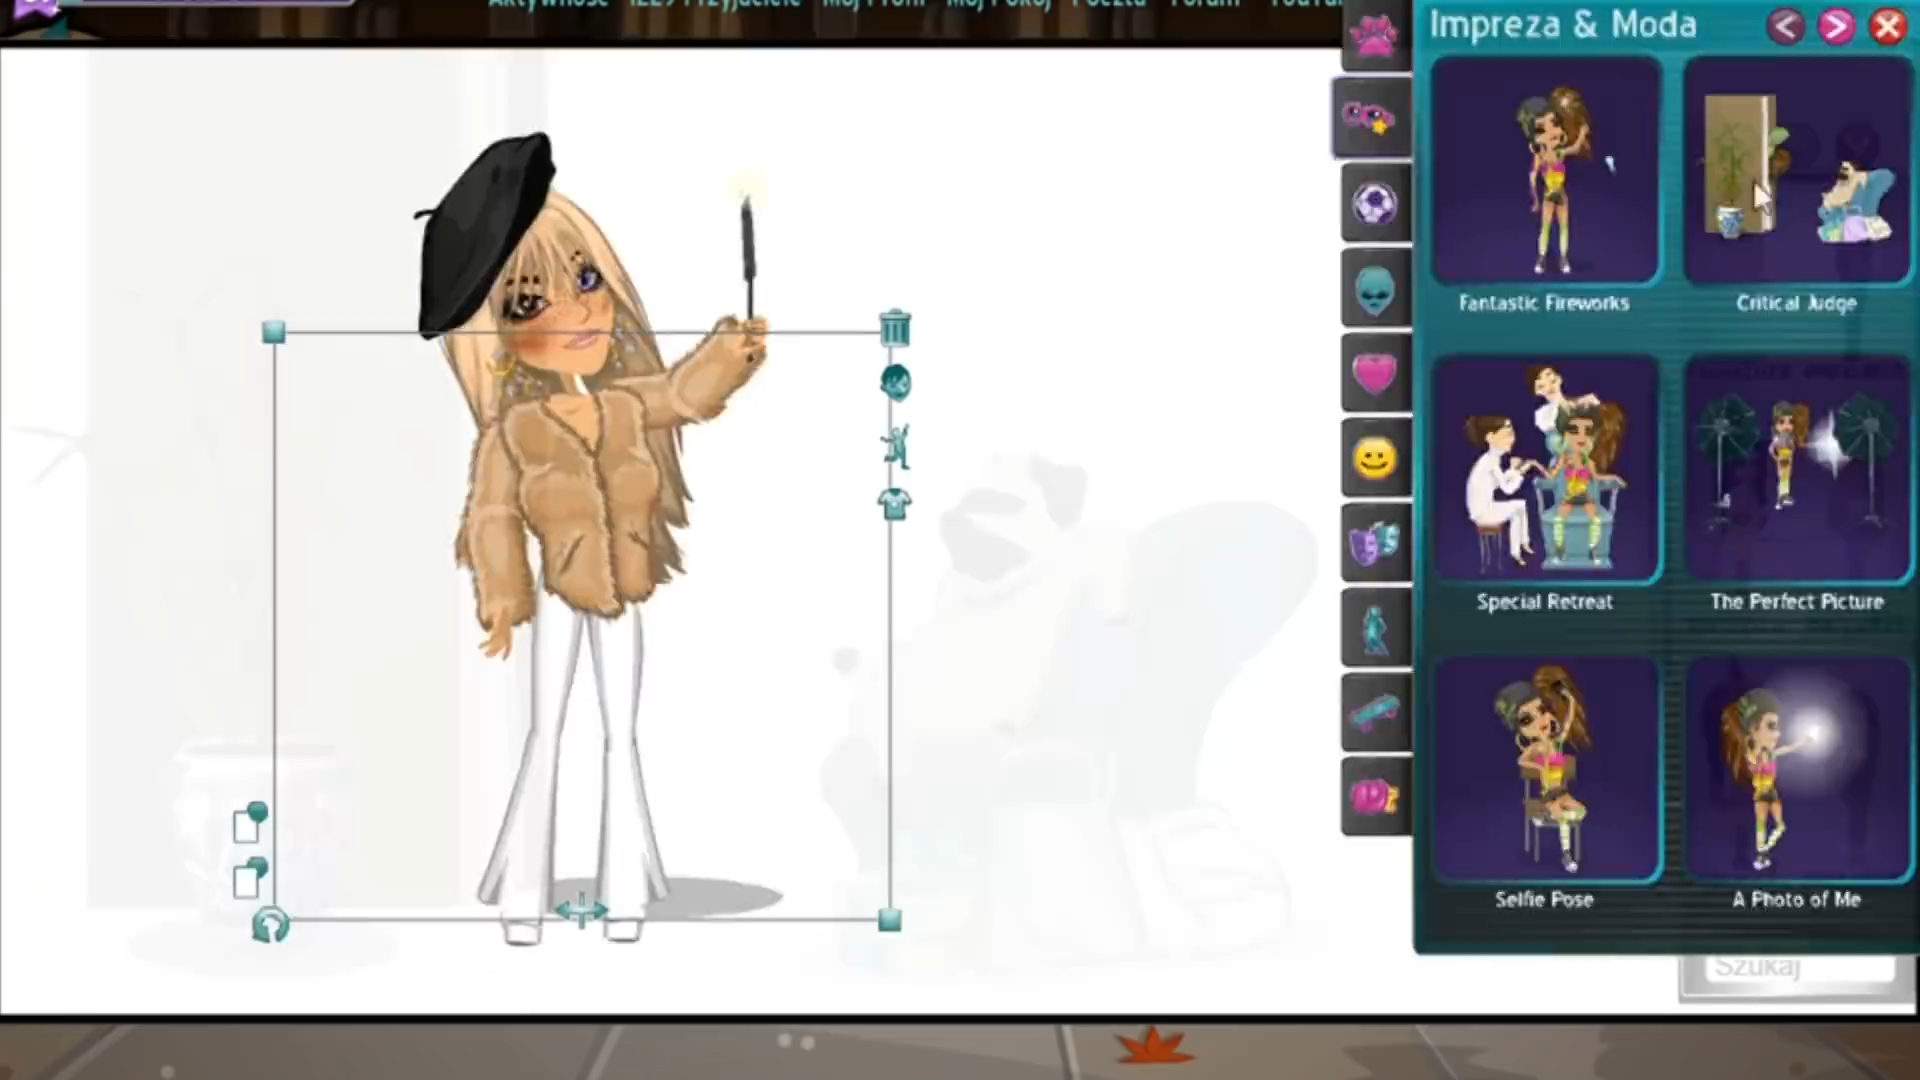 Impreza & Moda
Fantastic Fireworks
Critical Judge
Special Retreat
The Perfect Picture
Selfie Pose
A Photo of Me
Szukaj